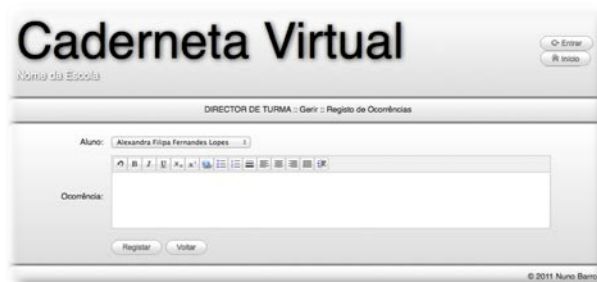 Caderneta Virtual
Nome da Escola
Entrar
Início
DIRECTOR DE TURMA :: Gerir :: Registo de Ocorrências
Aluno: Alexandra Filipa Fernandes Lopes
B I U
Ocorrência:
Registar Voltar
© 2011 Nuno Barro